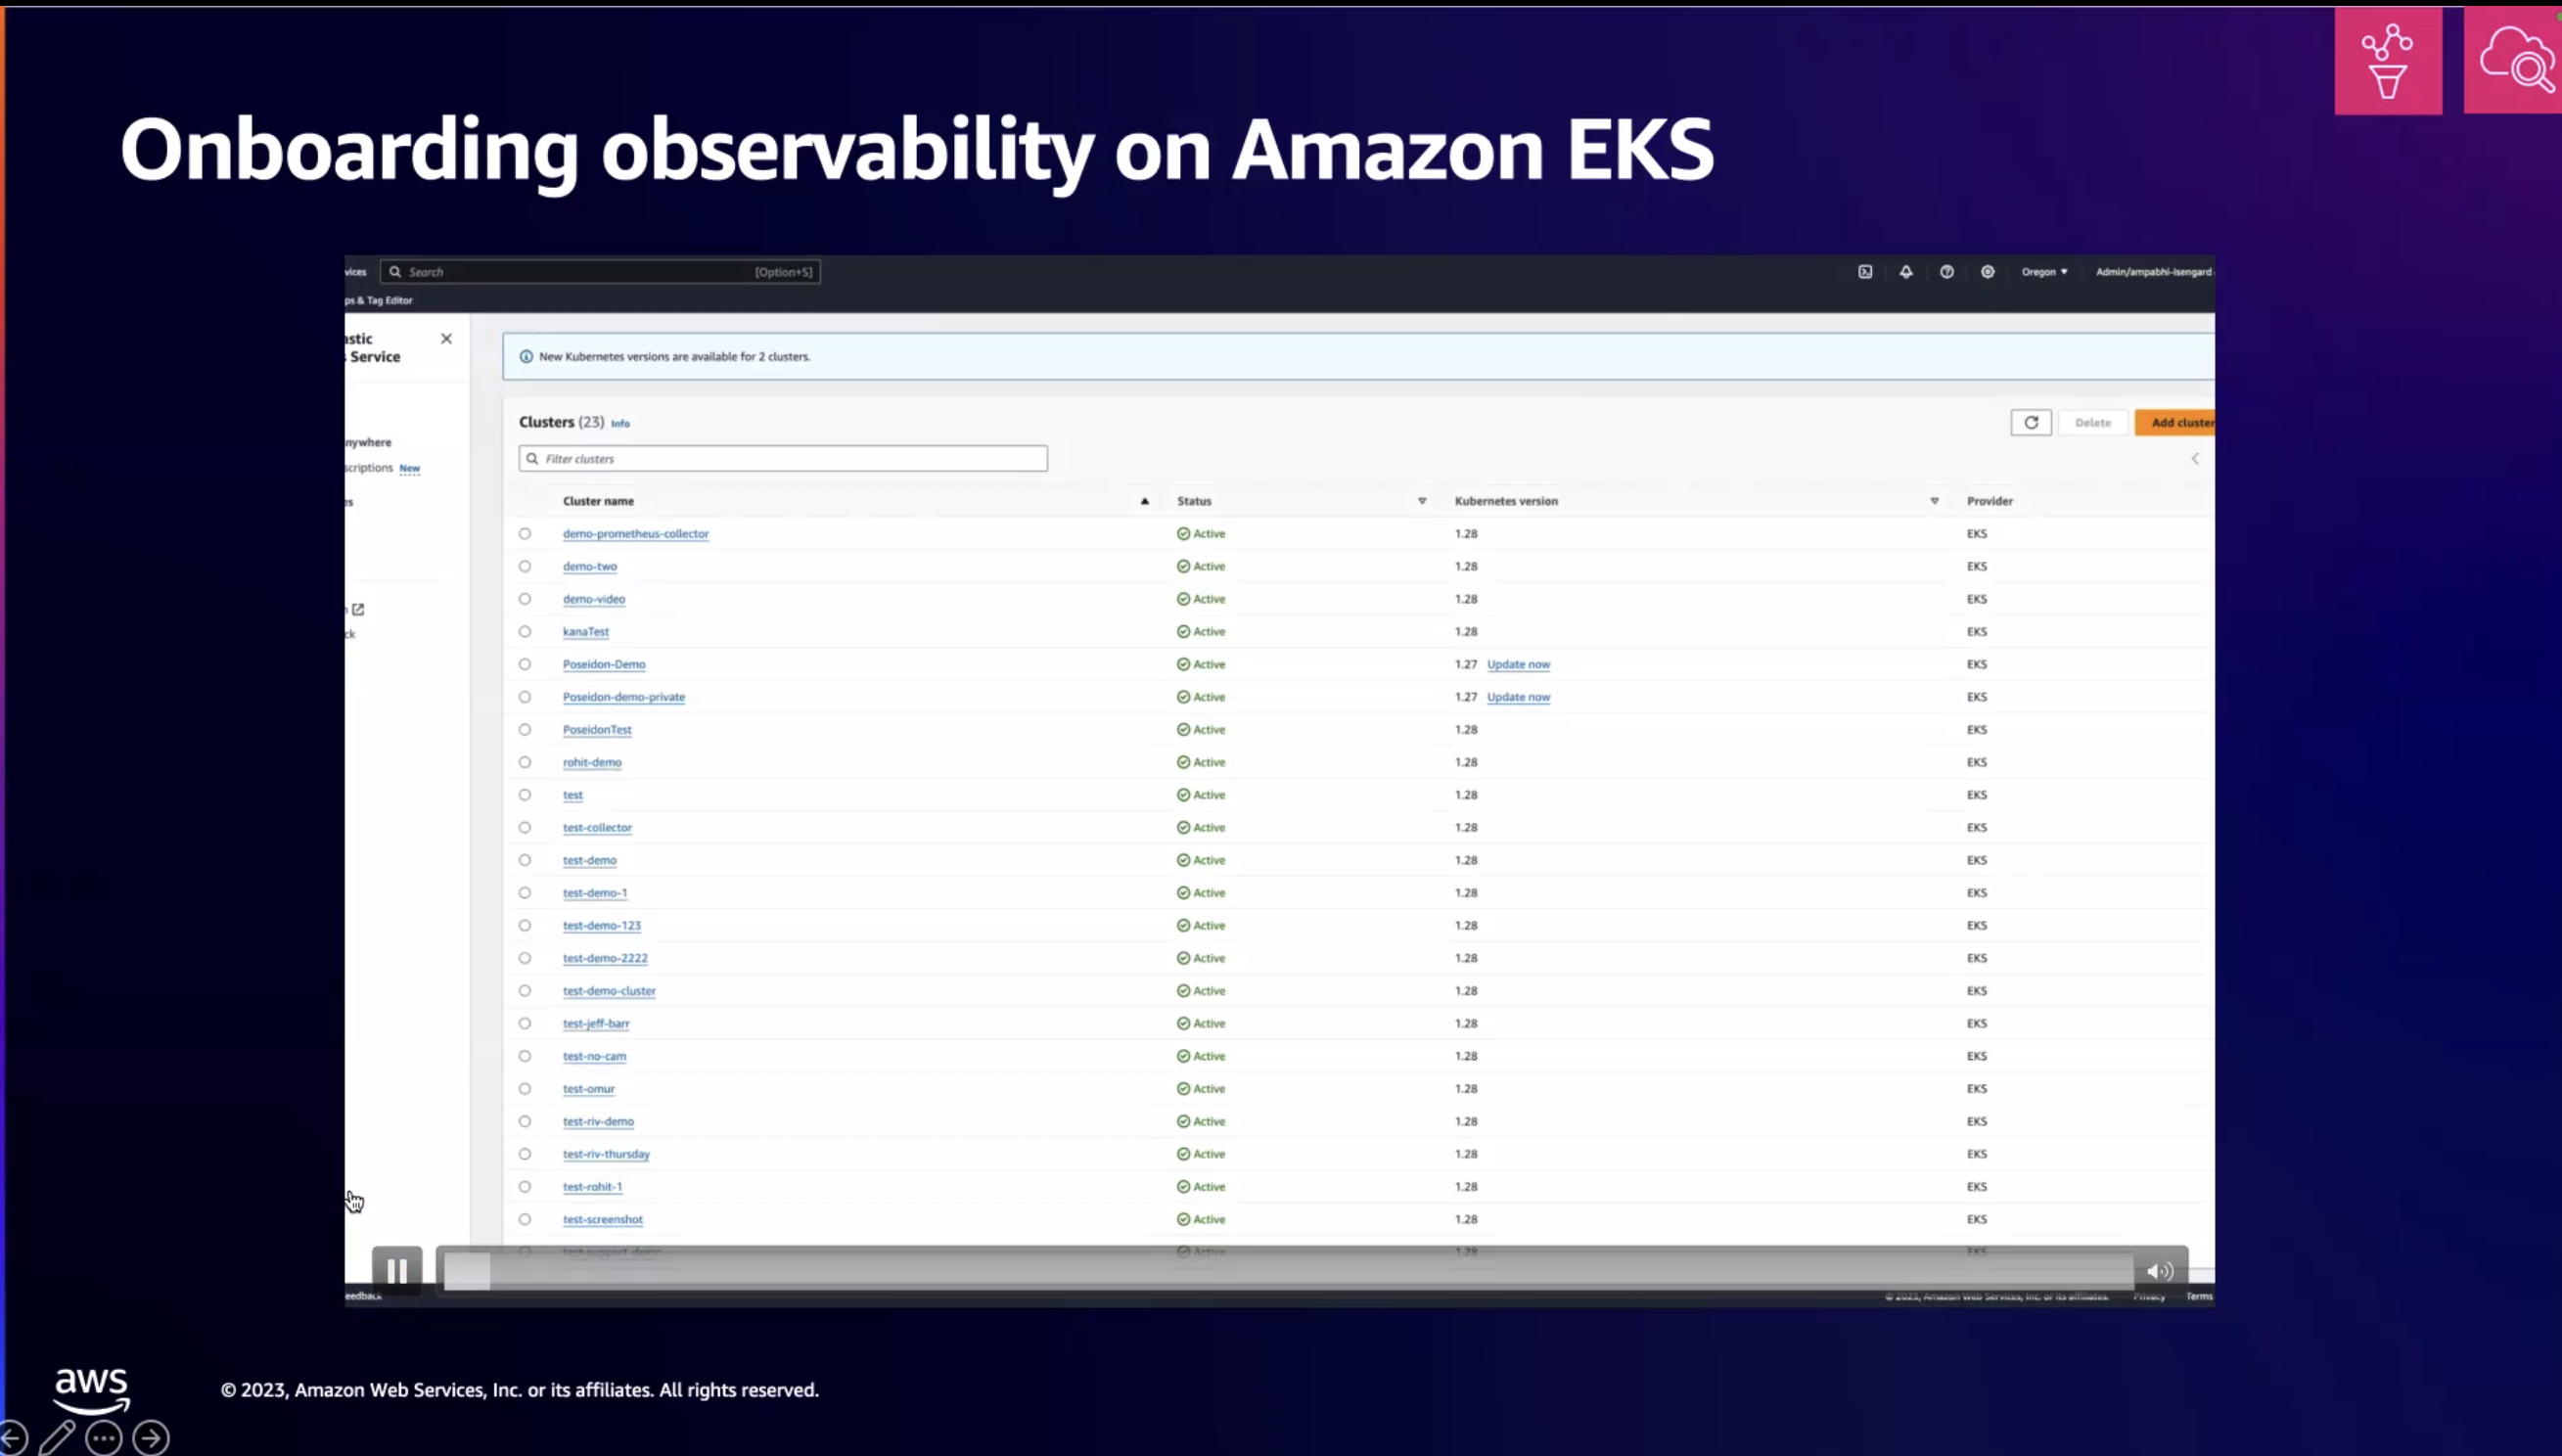 Onboarding observability on Amazon EKS
vices Search [Option+S] Oregon Admin/ampabhi-Isengard
ps & Tag Editor
astic
s Service
New Kubernetes versions are available for 2 clusters.
Clusters (23) Info Delete Add cluster
nywhere
Filter clusters
scriptions New
es
Cluster name Status Kubernetes version Provider
demo-prometheus-collector Active 1.28 EKS
demo-two Active 1.28 EKS
demo-video Active 1.28 EKS
n
ck
kanaTest Active 1.28 EKS
Poseidon-Demo Active 1.27 Update now EKS
Poseidon-demo-private Active 1.27 Update now EKS
PoseidonTest Active 1.28 EKS
rohit-demo Active 1.28 EKS
test Active 1.28 EKS
test-collector Active 1.28 EKS
test-demo Active 1.28 EKS
test-demo-1 Active 1.28 EKS
test-demo-123 Active 1.28 EKS
test-demo-2222 Active 1.28 EKS
test-demo-cluster Active 1.28 EKS
test-jeff-barr Active 1.28 EKS
test-no-cam Active 1.28 EKS
test-omur Active 1.28 EKS
test-riv-demo Active 1.28 EKS
test-riv-thursday Active 1.28 EKS
test-rohit-1 Active 1.28 EKS
test-screenshot Active 1.28 EKS
test-support-demo Active 1.28 EKS
eedback © 2023, Amazon Web Services, Inc. or its affiliates. Privacy Terms
aws © 2023, Amazon Web Services, Inc. or its affiliates. All rights reserved.